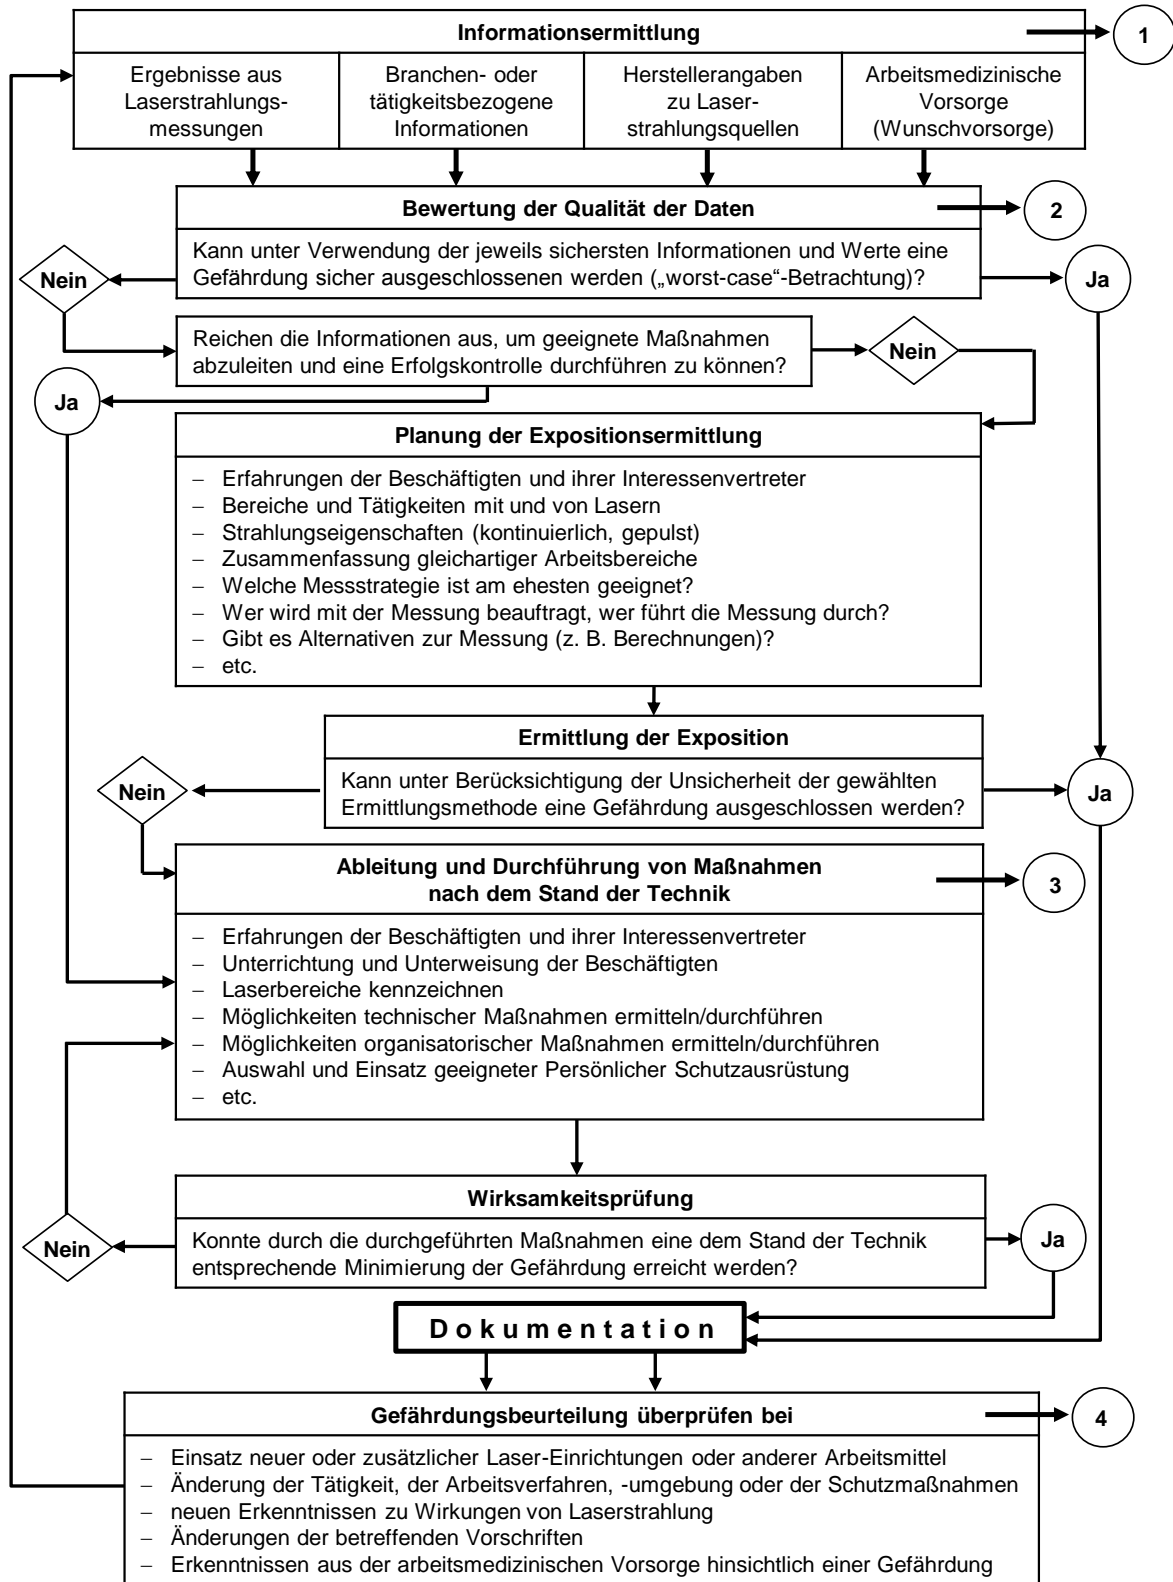 Informationsermittlung
1
Ergebnisse aus
Laserstrahlungs-
messungen
Branchen- oder
tätigkeitsbezogene
Informationen
Herstellerangaben
zu Laser-
strahlungsquellen
Arbeitsmedizinische
Vorsorge
(Wunschvorsorge)
Bewertung der Qualität der Daten
2
Kann unter Verwendung der jeweils sichersten Informationen und Werte eine
Gefährdung sicher ausgeschlossenen werden („worst-case“-Betrachtung)?
Nein
Ja
Reichen die Informationen aus, um geeignete Maßnahmen
abzuleiten und eine Erfolgskontrolle durchführen zu können?
Nein
Ja
Planung der Expositionsermittlung
– Erfahrungen der Beschäftigten und ihrer Interessenvertreter
– Bereiche und Tätigkeiten mit und von Lasern
– Strahlungseigenschaften (kontinuierlich, gepulst)
– Zusammenfassung gleichartiger Arbeitsbereiche
– Welche Messstrategie ist am ehesten geeignet?
– Wer wird mit der Messung beauftragt, wer führt die Messung durch?
– Gibt es Alternativen zur Messung (z. B. Berechnungen)?
– etc.
Ermittlung der Exposition
Kann unter Berücksichtigung der Unsicherheit der gewählten
Ermittlungsmethode eine Gefährdung ausgeschlossen werden?
Nein
Ja
Ableitung und Durchführung von Maßnahmen
nach dem Stand der Technik
3
– Erfahrungen der Beschäftigten und ihrer Interessenvertreter
– Unterrichtung und Unterweisung der Beschäftigten
– Laserbereiche kennzeichnen
– Möglichkeiten technischer Maßnahmen ermitteln/durchführen
– Möglichkeiten organisatorischer Maßnahmen ermitteln/durchführen
– Auswahl und Einsatz geeigneter Persönlicher Schutzausrüstung
– etc.
Wirksamkeitsprüfung
Konnte durch die durchgeführten Maßnahmen eine dem Stand der Technik
entsprechende Minimierung der Gefährdung erreicht werden?
Nein
Ja
Dokumentation
Gefährdungsbeurteilung überprüfen bei
4
– Einsatz neuer oder zusätzlicher Laser-Einrichtungen oder anderer Arbeitsmittel
– Änderung der Tätigkeit, der Arbeitsverfahren, -umgebung oder der Schutzmaßnahmen
– neuen Erkenntnissen zu Wirkungen von Laserstrahlung
– Änderungen der betreffenden Vorschriften
– Erkenntnissen aus der arbeitsmedizinischen Vorsorge hinsichtlich einer Gefährdung